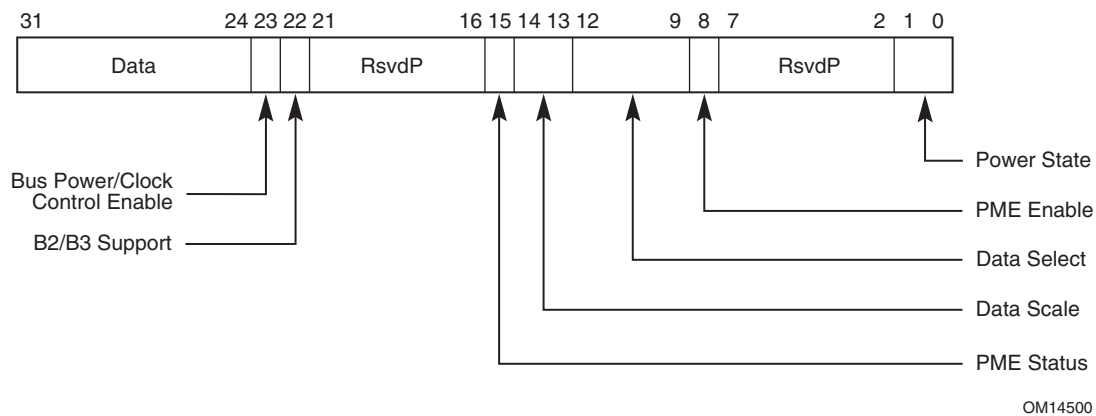 31 24 23 22 21 16 15 14 13 12 9 8 7 2 1 0
Data RsvdP RsvdP
Bus Power/Clock
Control Enable
B2/B3 Support
Power State
PME Enable
Data Select
Data Scale
PME Status
OM14500